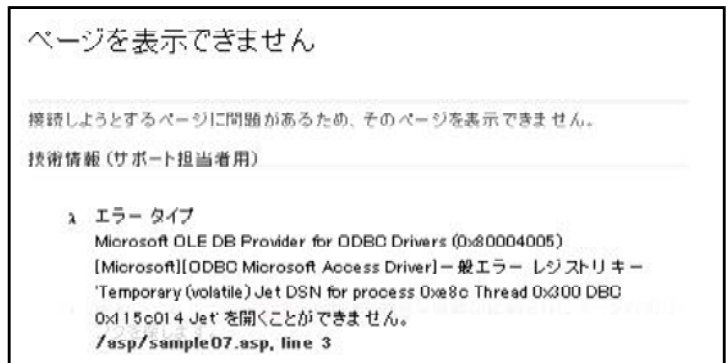 ページを表示できません
接続しようとするページに問題があるため、そのページを表示できません。
技術情報 (サポート担当者用)
λ エラー タイプ
Microsoft OLE DB Provider for ODBC Drivers (0x80004005)
[Microsoft][ODBC Microsoft Access Driver] 一般エラー レジストリ キー
'Temporary (volatile) Jet DSN for process 0xe8c Thread 0x300 DBC
0x115c014 Jet' を開くことができません。
/asp/sample07.asp, line 3